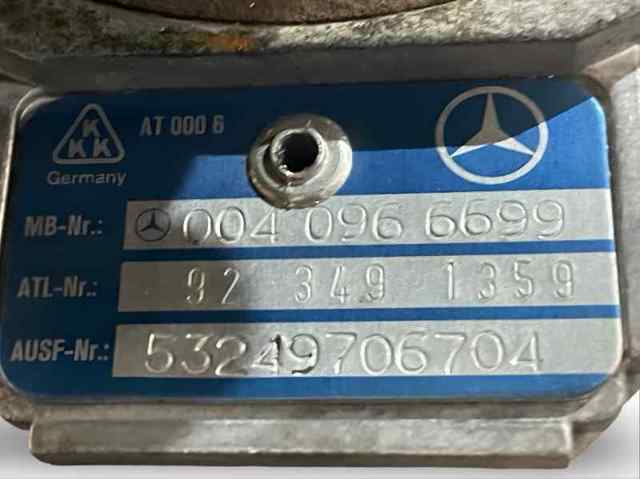 KKK
AT 000 6
Germany
MB-Nr.: 004 096 6699
ATL-Nr.: 92 349 1359
AUSF-Nr.: 53249706704